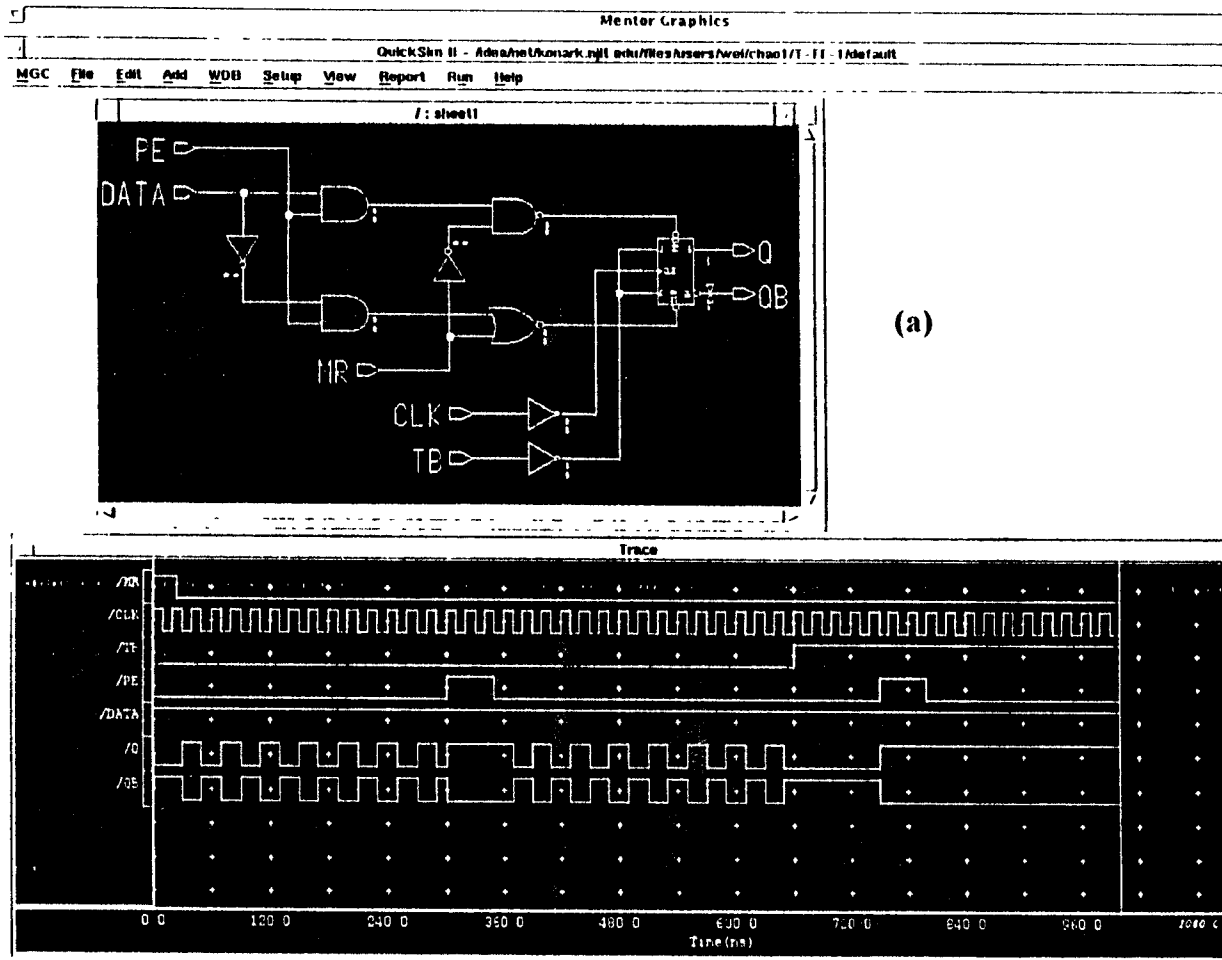 Mentor Graphics
MGC File Edit Add WDB Setup View Report Run Help
/ : sheet1
PE
DATA
MR
CLK
TB
Q
QB
(a)
Trace
/MR
/CLK
/PE
/DATA
/Q
/QB
0.0 120.0 240.0 360.0 480.0 600.0 720.0 840.0 960.0
Time(ns)